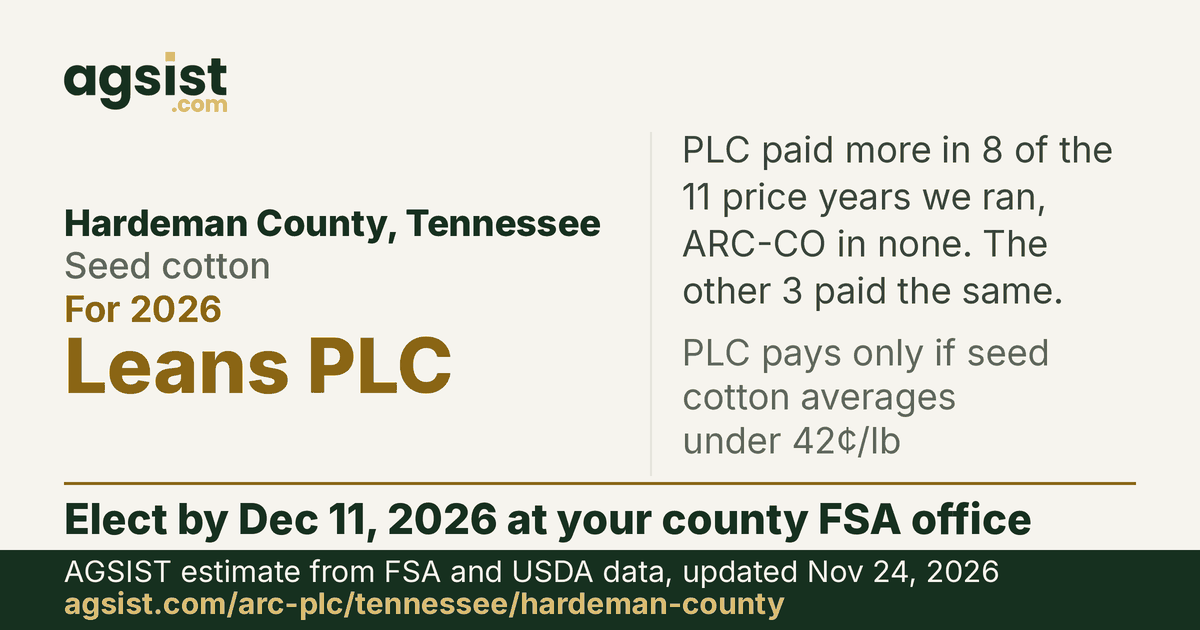 agsist
.com
Hardeman County, Tennessee
Seed cotton
For 2026
Leans PLC
PLC paid more in 8 of the
11 price years we ran,
ARC-CO in none. The
other 3 paid the same.
PLC pays only if seed
cotton averages
under 42¢/lb
Elect by Dec 11, 2026 at your county FSA office
AGSIST estimate from FSA and USDA data, updated Nov 24, 2026
agsist.com/arc-plc/tennessee/hardeman-county